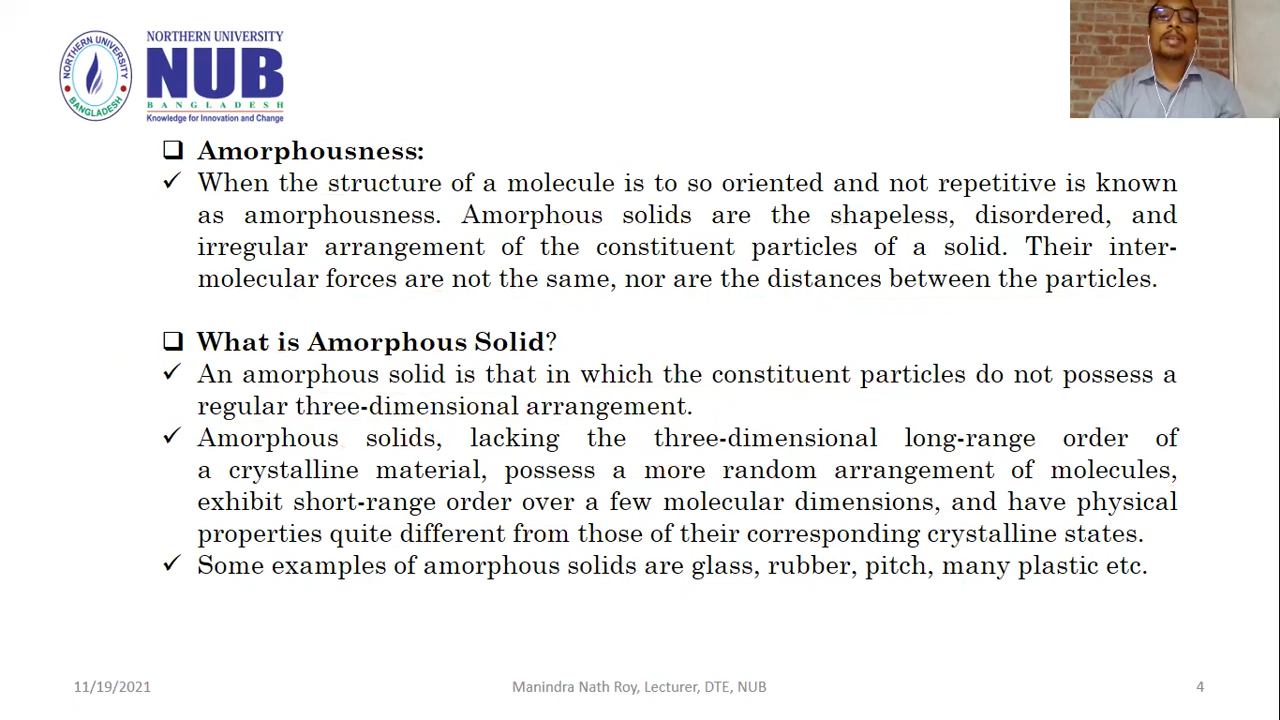 NORTHERN UNIVERSITY
NUB
BANGLADESH
Knowledge for Innovation and Change
NORTHERN UNIVERSITY
BANGLADESH
Amorphousness:
When the structure of a molecule is to so oriented and not repetitive is known
as amorphousness. Amorphous solids are the shapeless, disordered, and
irregular arrangement of the constituent particles of a solid. Their inter-
molecular forces are not the same, nor are the distances between the particles.
What is Amorphous Solid?
An amorphous solid is that in which the constituent particles do not possess a
regular three-dimensional arrangement.
Amorphous solids, lacking the three-dimensional long-range order of
a crystalline material, possess a more random arrangement of molecules,
exhibit short-range order over a few molecular dimensions, and have physical
properties quite different from those of their corresponding crystalline states.
Some examples of amorphous solids are glass, rubber, pitch, many plastic etc.
11/19/2021
Manindra Nath Roy, Lecturer, DTE, NUB
4